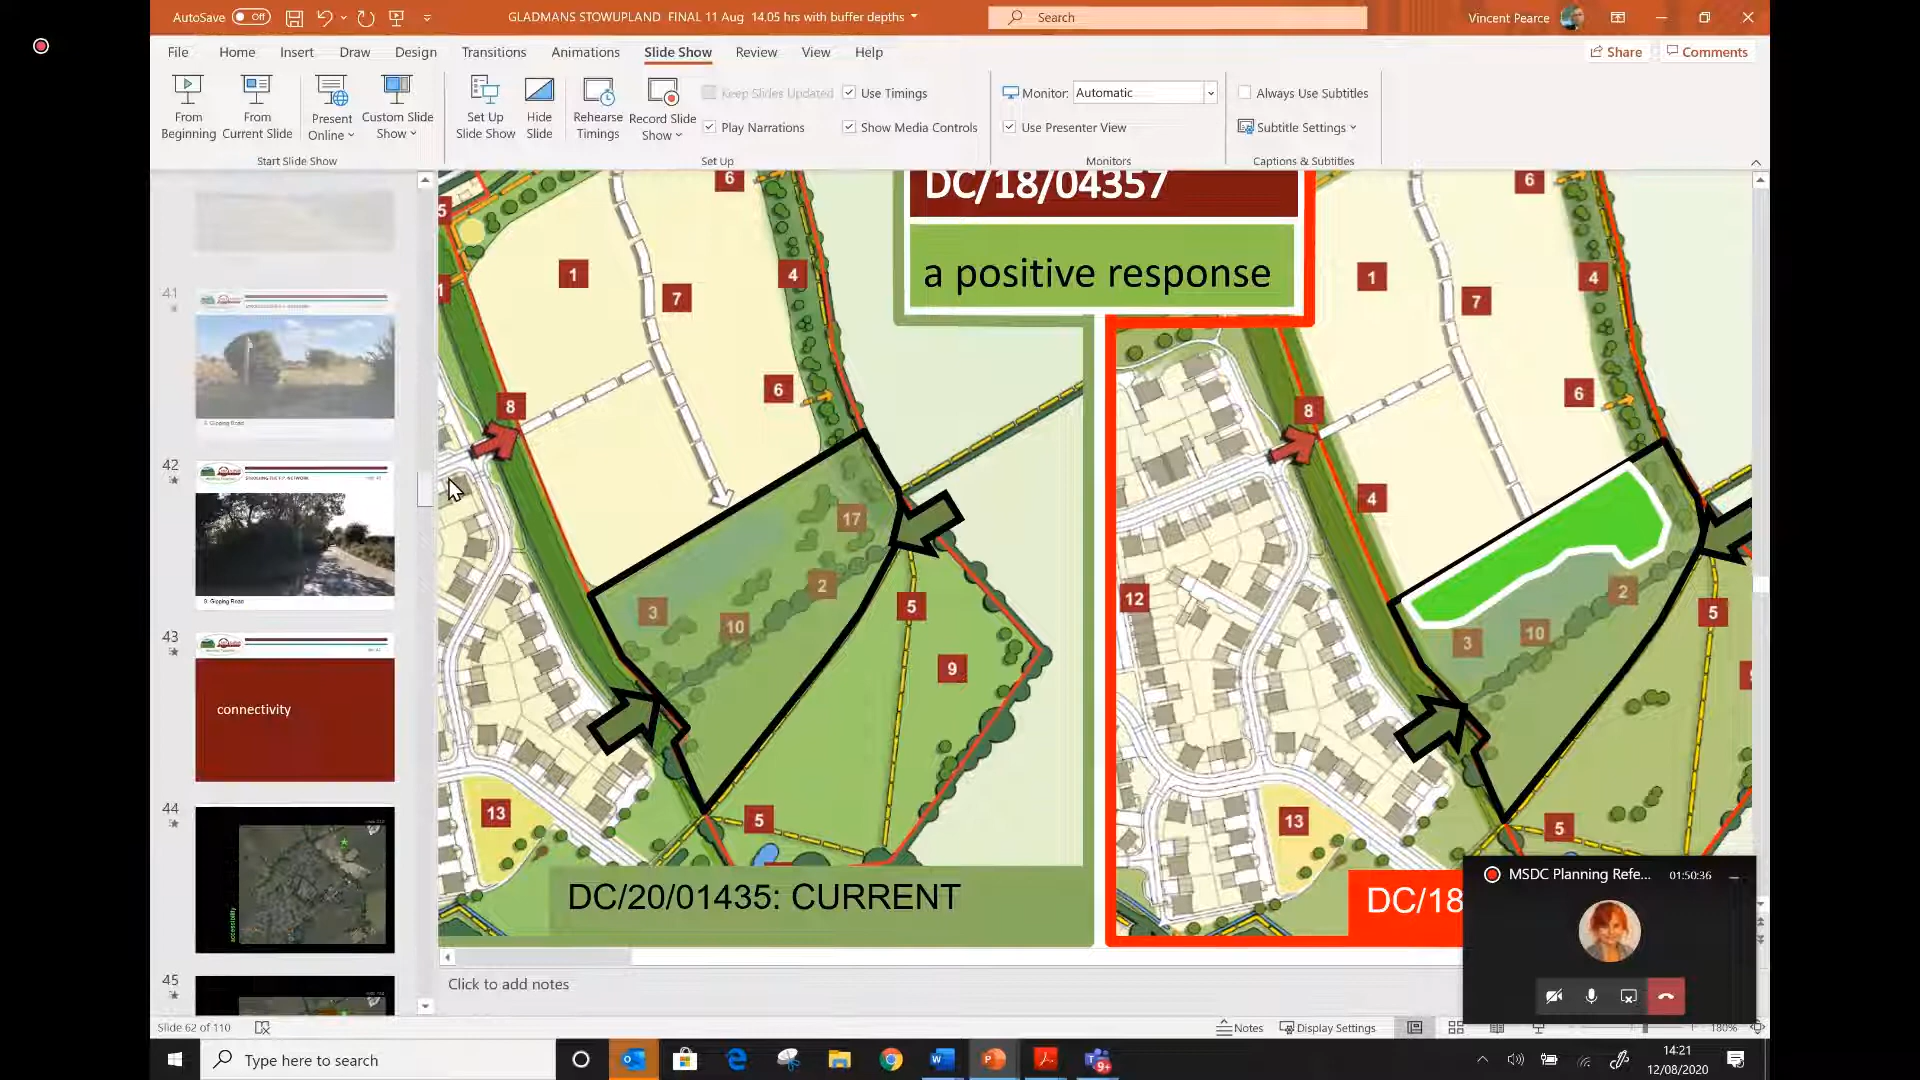 AutoSave Off
GLADMANS STOWUPLAND FINAL 11 Aug 14.05 hrs with buffer depths
Search
Vincent Pearce
File Home Insert Draw Design Transitions Animations Slide Show Review View Help
Share Comments
From Beginning
From Current Slide
Present Online
Custom Slide Show
Set Up Slide Show
Hide Slide
Rehearse Timings
Record Slide Show
Keep Slides Updated
Play Narrations
Use Timings
Show Media Controls
Monitor: Automatic
Use Presenter View
Always Use Subtitles
Subtitle Settings
Start Slide Show
Set Up
Monitors
Captions & Subtitles
41
42
43
connectivity
44
accessibility
45
DC/18/04357
a positive response
5
6
1
4
7
1
6
8
17
2
3
10
5
9
13
5
DC/20/01435: CURRENT
6
1
4
7
6
8
4
12
2
3
10
5
13
5
DC/18
MSDC Planning Refe... 01:50:36
Click to add notes
Slide 62 of 110
Notes Display Settings
180%
Type here to search
9+
14:21
12/08/2020